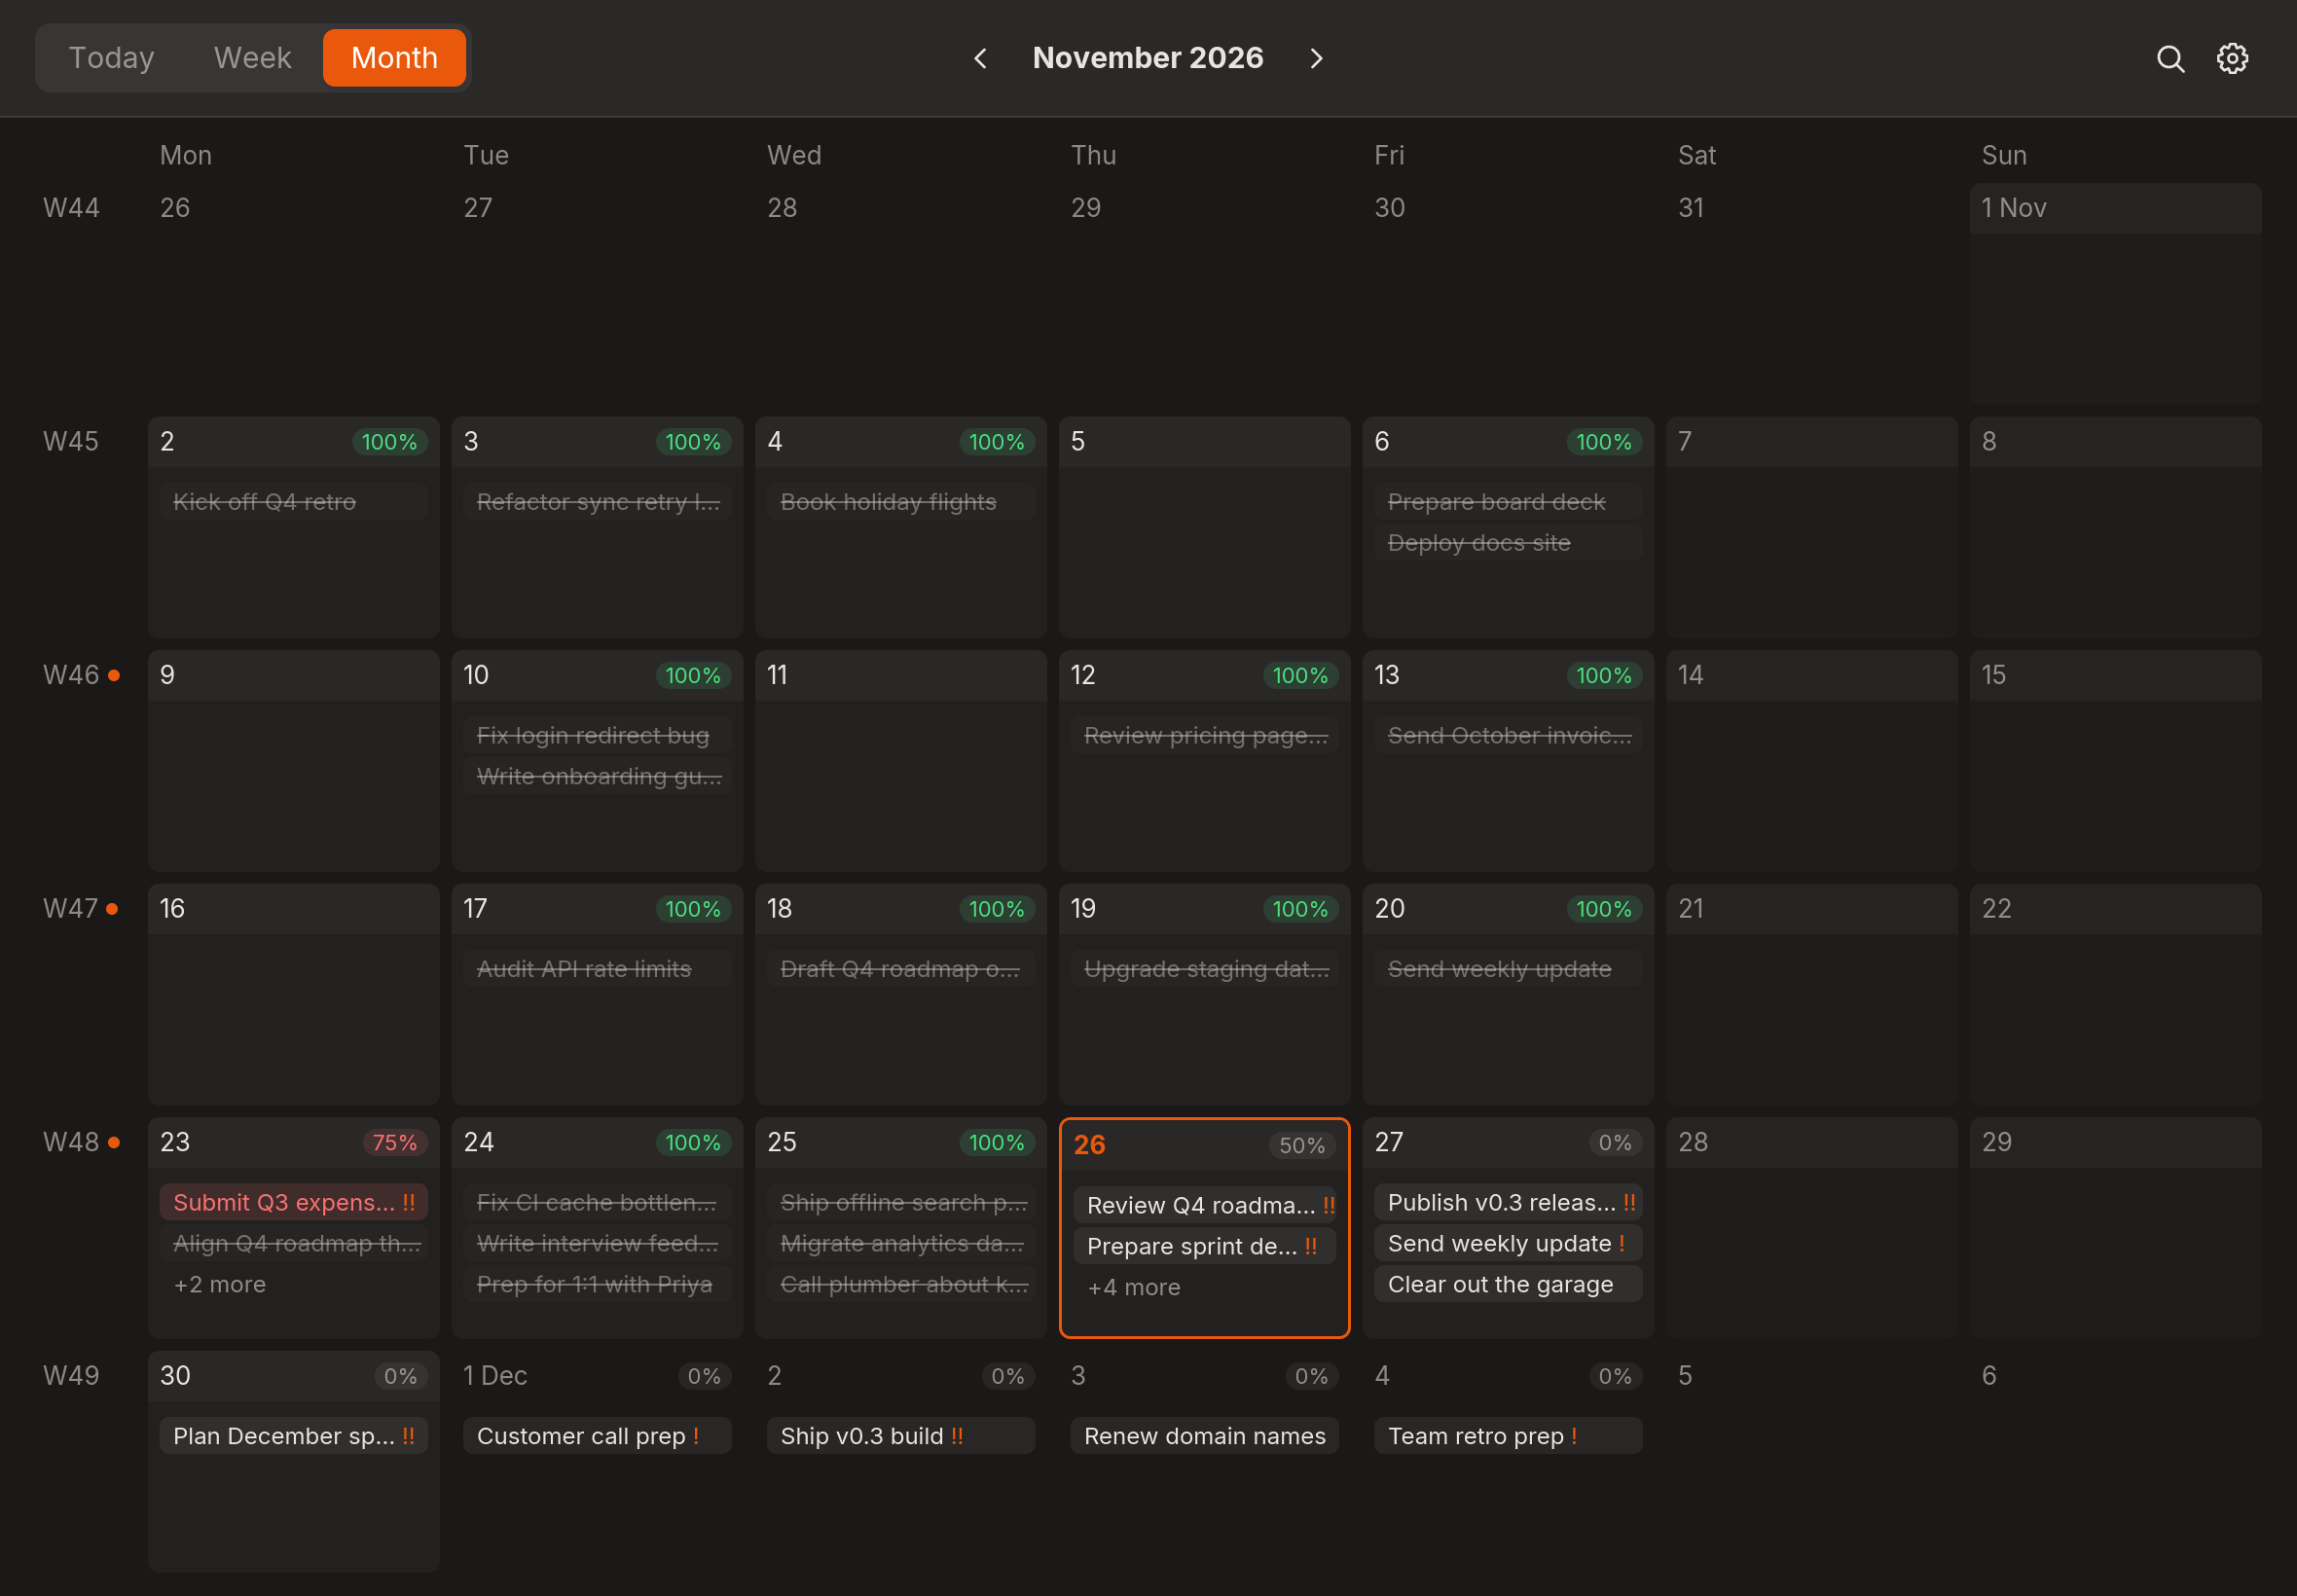 Today Week Month November 2026
Mon Tue Wed Thu Fri Sat Sun
W44 26 27 28 29 30 31 1 Nov
W45 2 100% 3 100% 4 100% 5 6 100% 7 8
Kick off Q4 retro Refactor sync retry l... Book holiday flights Prepare board deck
Deploy docs site
W46 9 10 100% 11 12 100% 13 100% 14 15
Fix login redirect bug Review pricing page... Send October invoic...
Write onboarding gu...
W47 16 17 100% 18 100% 19 100% 20 100% 21 22
Audit API rate limits Draft Q4 roadmap o... Upgrade staging dat... Send weekly update
W48 23 75% 24 100% 25 100% 26 50% 27 0% 28 29
Submit Q3 expens... !! Fix CI cache bottlen... Ship offline search p... Review Q4 roadma... !! Publish v0.3 releas... !!
Align Q4 roadmap th... Write interview feed... Migrate analytics da... Prepare sprint de... !! Send weekly update !
+2 more Prep for 1:1 with Priya Call plumber about k... +4 more Clear out the garage
W49 30 0% 1 Dec 0% 2 0% 3 0% 4 0% 5 6
Plan December sp... !! Customer call prep ! Ship v0.3 build !! Renew domain names Team retro prep !